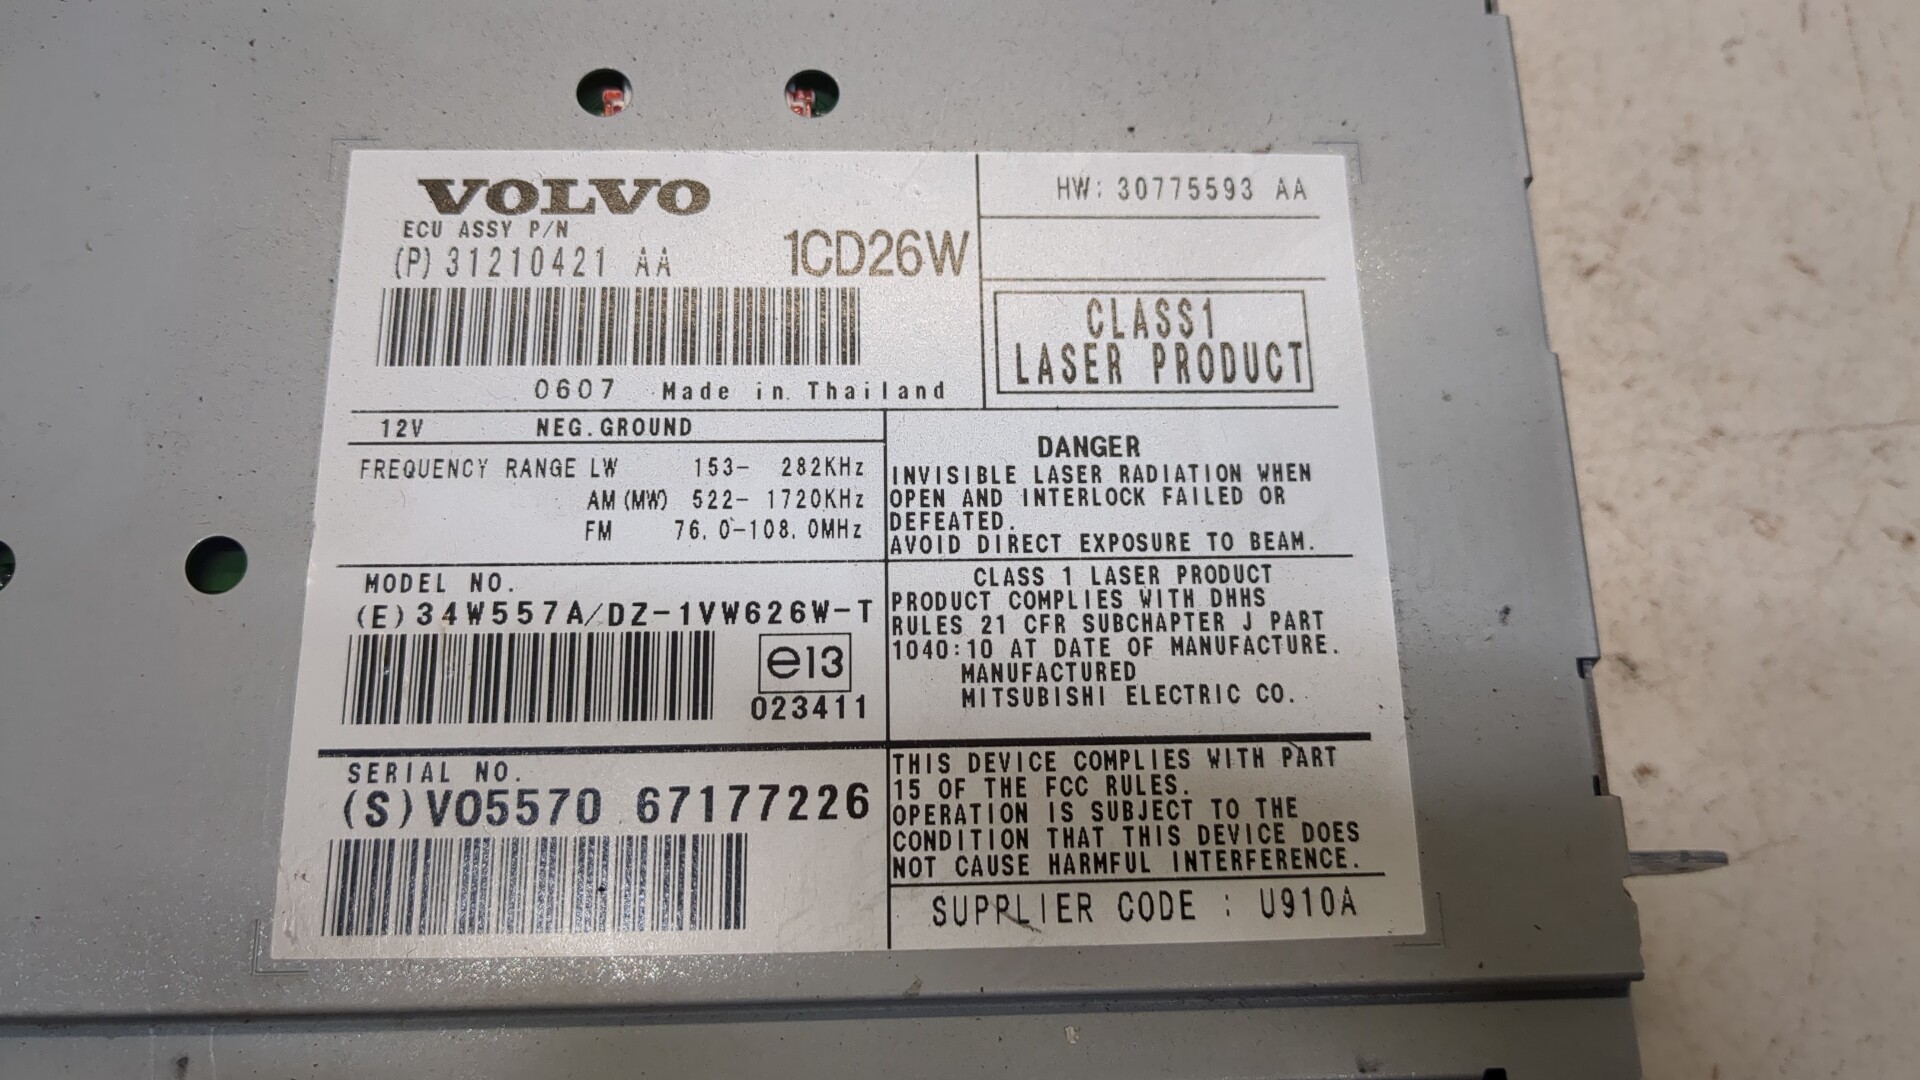 VOLVO
ECU ASSY P/N
(P) 31210421 AA
1CD26W
0607 Made in Thailand
HW: 30775593 AA
CLASS1
LASER PRODUCT
12V NEG.GROUND
FREQUENCY RANGE LW 153- 282KHz
AM (MW) 522- 1720KHz
FM 76.0-108.0MHz
DANGER
INVISIBLE LASER RADIATION WHEN
OPEN AND INTERLOCK FAILED OR
DEFEATED.
AVOID DIRECT EXPOSURE TO BEAM.
MODEL NO.
(E) 34W557A/DZ-1VW626W-T
e13
023411
CLASS 1 LASER PRODUCT
PRODUCT COMPLIES WITH DHHS
RULES 21 CFR SUBCHAPTER J PART
1040:10 AT DATE OF MANUFACTURE.
MANUFACTURED
MITSUBISHI ELECTRIC CO.
SERIAL NO.
(S) VO5570 67177226
THIS DEVICE COMPLIES WITH PART
15 OF THE FCC RULES.
OPERATION IS SUBJECT TO THE
CONDITION THAT THIS DEVICE DOES
NOT CAUSE HARMFUL INTERFERENCE.
SUPPLIER CODE : U910A